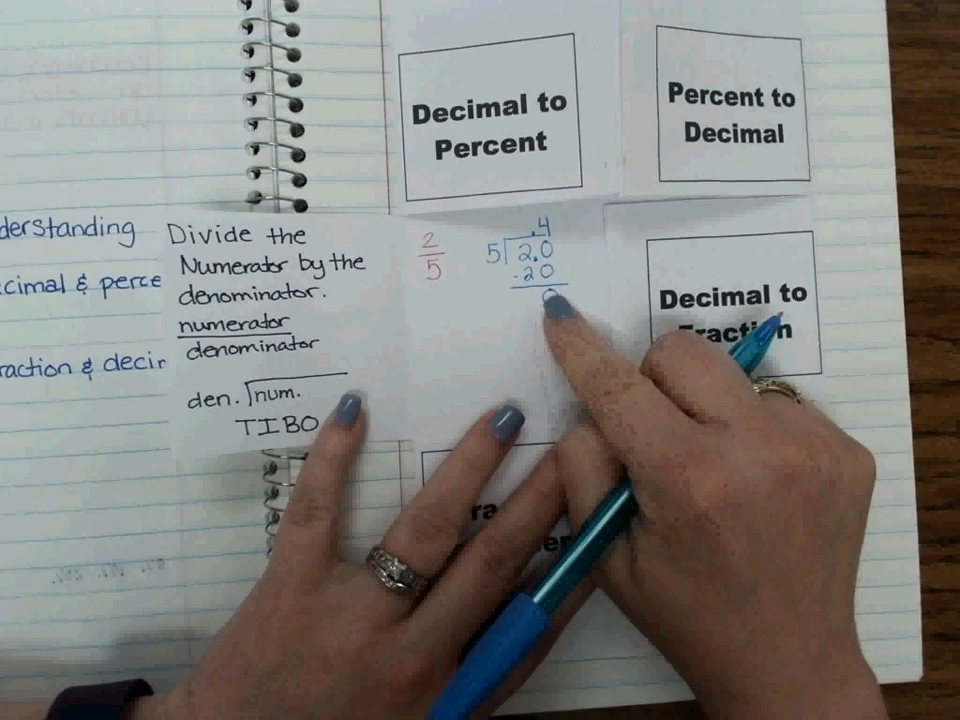 Decimal to
Percent
Percent to
Decimal
derstanding
cimal & perce
raction & decir
Divide the
Numerator by the
denominator.
numerator
denominator
den. num.
TIBO
2
5
.4
5 2.0
-20
0
Decimal to
Fraction